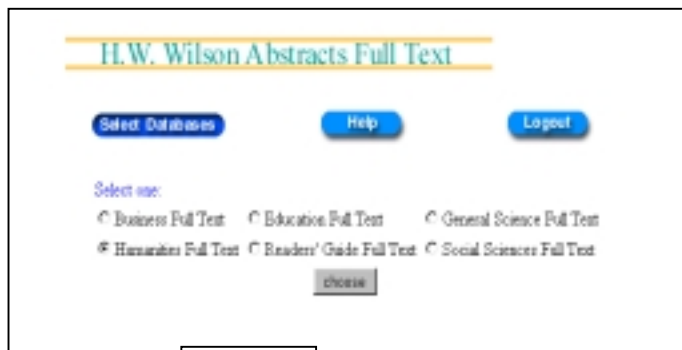 H.W. Wilson Abstracts Full Text
Select Databases Help Logout
Select one:
Business Full Text Education Full Text General Science Full Text
Humanities Full Text Readers' Guide Full Text Social Sciences Full Text
choose